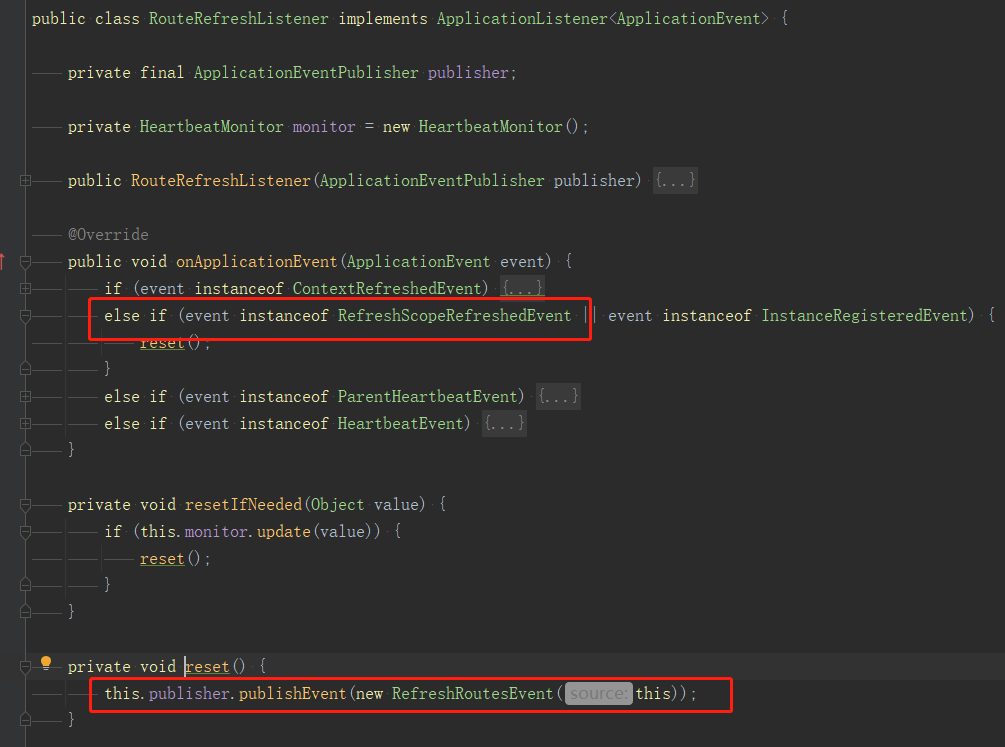 public class RouteRefreshListener implements ApplicationListener<ApplicationEvent> {
private final ApplicationEventPublisher publisher;
private HeartbeatMonitor monitor = new HeartbeatMonitor();
public RouteRefreshListener(ApplicationEventPublisher publisher) {...}
@Override
public void onApplicationEvent(ApplicationEvent event) {
if (event instanceof ContextRefreshedEvent) {...}
else if (event instanceof RefreshScopeRefreshedEvent || event instanceof InstanceRegisteredEvent) {
reset();
}
else if (event instanceof ParentHeartbeatEvent) {...}
else if (event instanceof HeartbeatEvent) {...}
}
private void resetIfNeeded(Object value) {
if (this.monitor.update(value)) {
reset();
}
}
private void reset() {
this.publisher.publishEvent(new RefreshRoutesEvent( source: this));
}